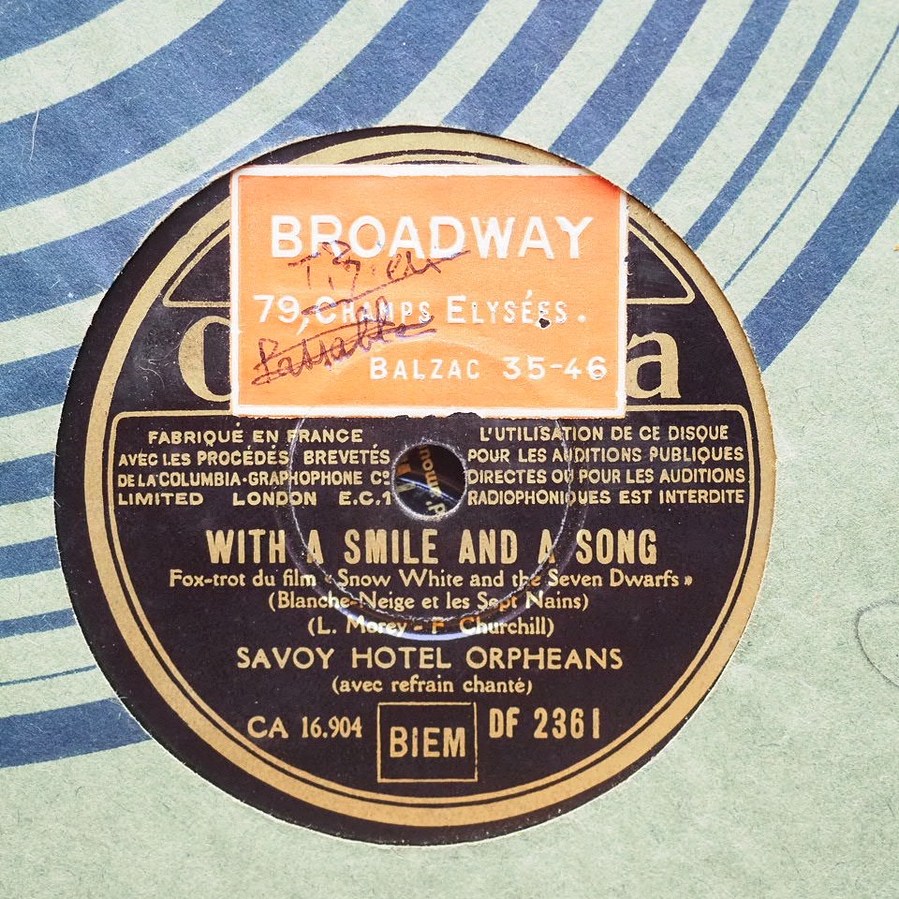 BROADWAY
79, CHAMPS ELYSÉES.
BALZAC 35-46
FABRIQUÉ EN FRANCE
AVEC LES PROCÉDÉS BREVETÉS
DE LA COLUMBIA-GRAPHOPHONE Cº
LIMITED LONDON E.C.1
L'UTILISATION DE CE DISQUE
POUR LES AUDITIONS PUBLIQUES
DIRECTES OU POUR LES AUDITIONS
RADIOPHONIQUES EST INTERDITE
WITH A SMILE AND A SONG
Fox-trot du film « Snow White and the Seven Dwarfs »
(Blanche-Neige et les Sept Nains)
(L. Morey - F. Churchill)
SAVOY HOTEL ORPHEANS
(avec refrain chanté)
CA 16.904 BIEM DF 2361